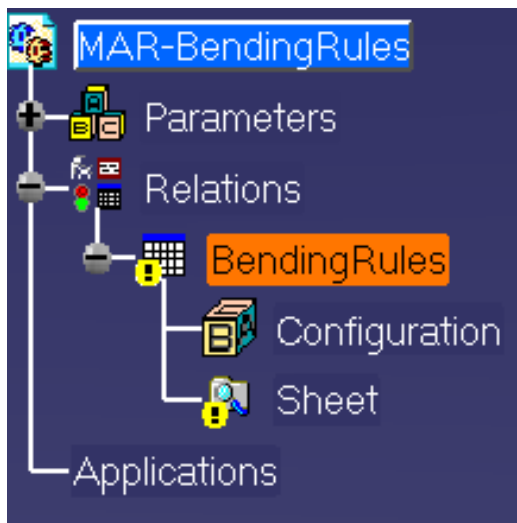 MAR-BendingRules
Parameters
Relations
BendingRules
Configuration
Sheet
Applications